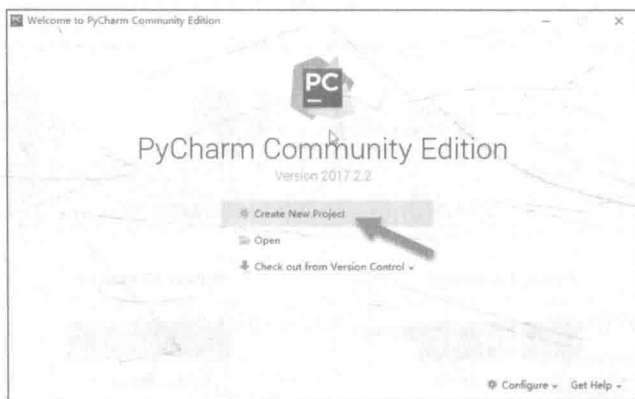 PC Welcome to PyCharm Community Edition
PC
PyCharm Community Edition
Version 2017.2.2
Create New Project
Open
Check out from Version Control
Configure Get Help